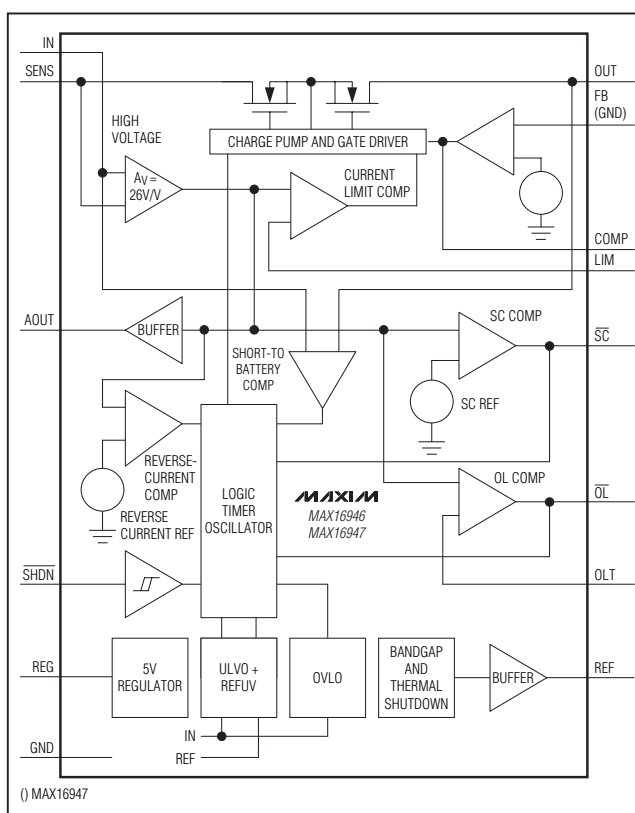 IN
SENS
OUT
FB
(GND)
HIGH
VOLTAGE
CHARGE PUMP AND GATE DRIVER
AV =
26V/V
CURRENT
LIMIT COMP
COMP
LIM
AOUT
BUFFER
SHORT-TO
BATTERY
COMP
SC COMP
SC
SC REF
REVERSE-
CURRENT
COMP
REVERSE
CURRENT REF
LOGIC
TIMER
OSCILLATOR
MAXIM
MAX16946
MAX16947
OL COMP
OL
OLT
SHDN
REG
5V
REGULATOR
ULVO +
REFUV
OVLO
BANDGAP
AND
THERMAL
SHUTDOWN
BUFFER
REF
IN
REF
GND
() MAX16947